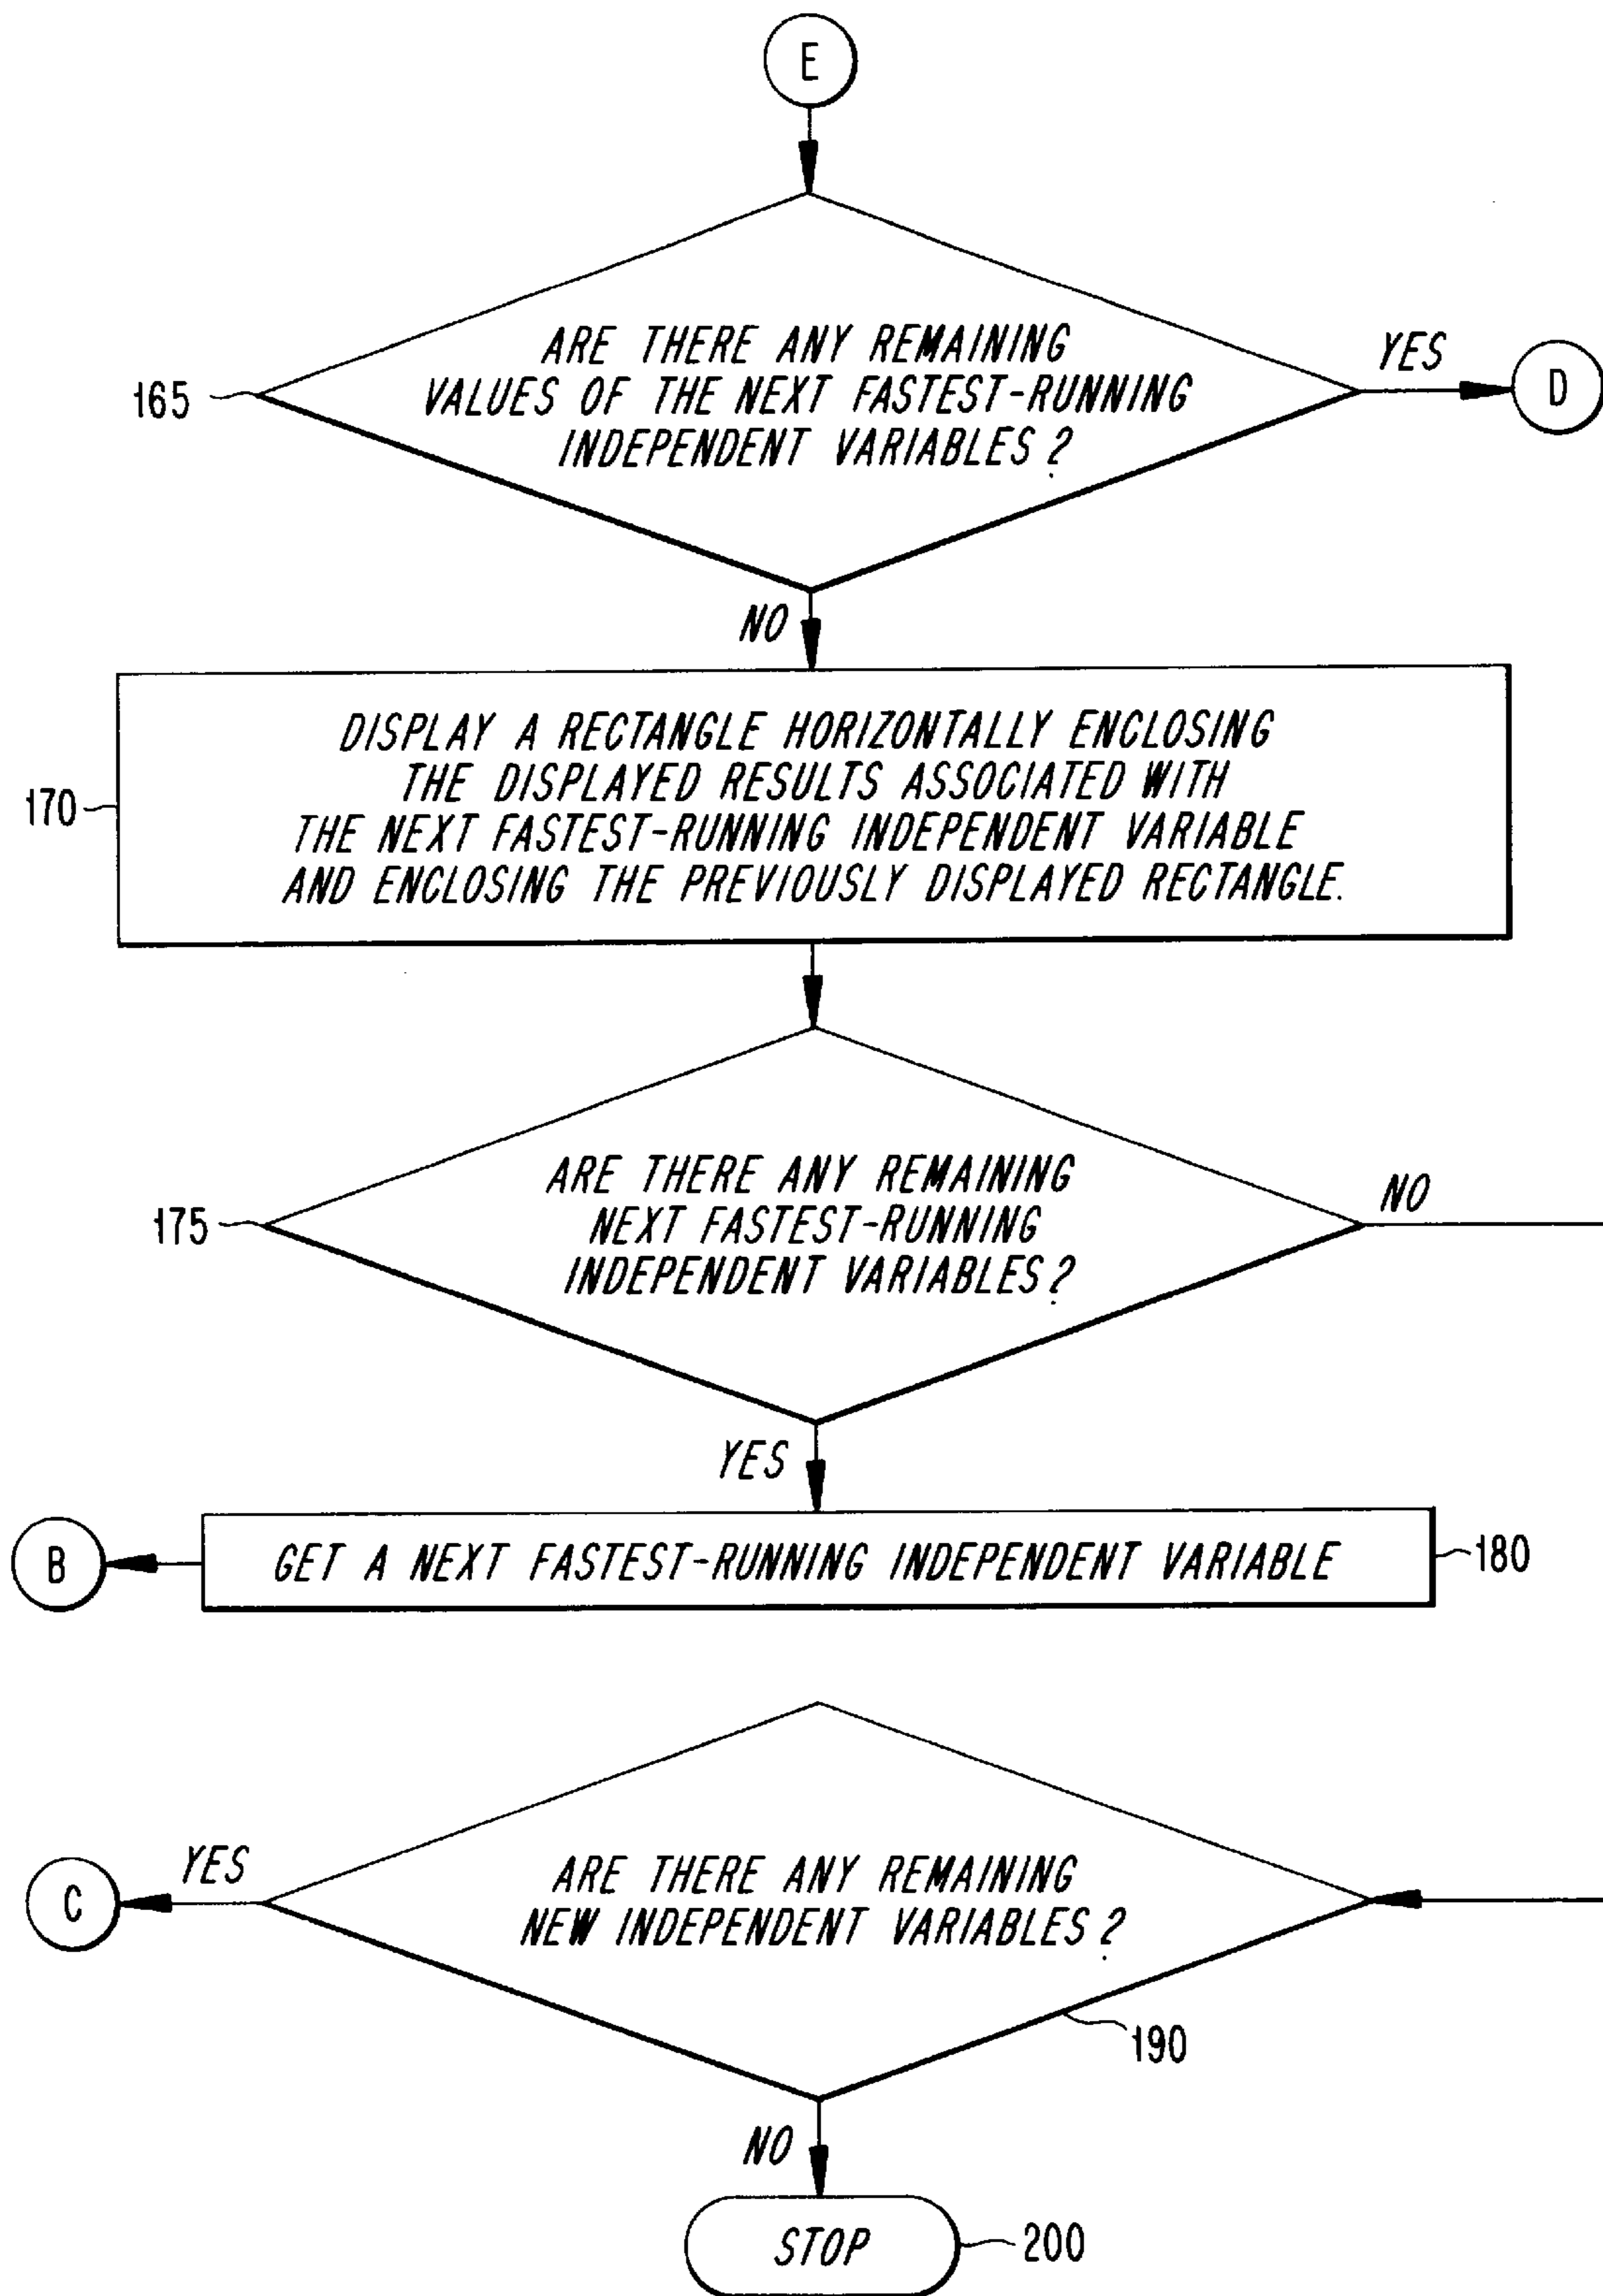 E
ARE THERE ANY REMAINING
VALUES OF THE NEXT FASTEST-RUNNING
INDEPENDENT VARIABLES?
165
YES
D
NO
DISPLAY A RECTANGLE HORIZONTALLY ENCLOSING
THE DISPLAYED RESULTS ASSOCIATED WITH
THE NEXT FASTEST-RUNNING INDEPENDENT VARIABLE
AND ENCLOSING THE PREVIOUSLY DISPLAYED RECTANGLE.
170
ARE THERE ANY REMAINING
NEXT FASTEST-RUNNING
INDEPENDENT VARIABLES?
175
NO
YES
B
GET A NEXT FASTEST-RUNNING INDEPENDENT VARIABLE
180
YES
C
ARE THERE ANY REMAINING
NEW INDEPENDENT VARIABLES?
190
NO
STOP
200